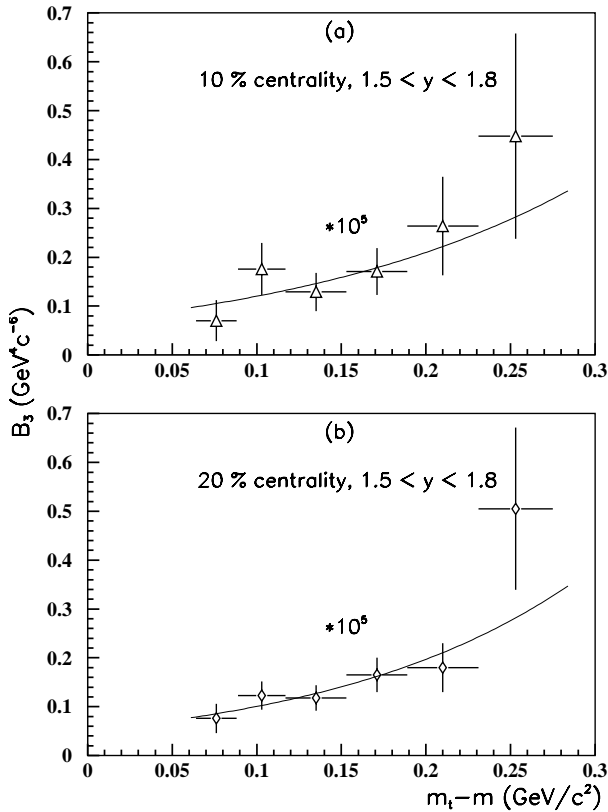 0.7
(a)
10 % centrality, 1.5 < y < 1.8
0.6
0.5
0.4
0.3
*10⁵
0.2
0.1
0
0 0.05 0.1 0.15 0.2 0.25 0.3
B₃ (GeV⁴c⁻⁶)
0.7
(b)
20 % centrality, 1.5 < y < 1.8
0.6
0.5
0.4
0.3
*10⁵
0.2
0.1
0
0 0.05 0.1 0.15 0.2 0.25 0.3
mₜ−m (GeV/c²)